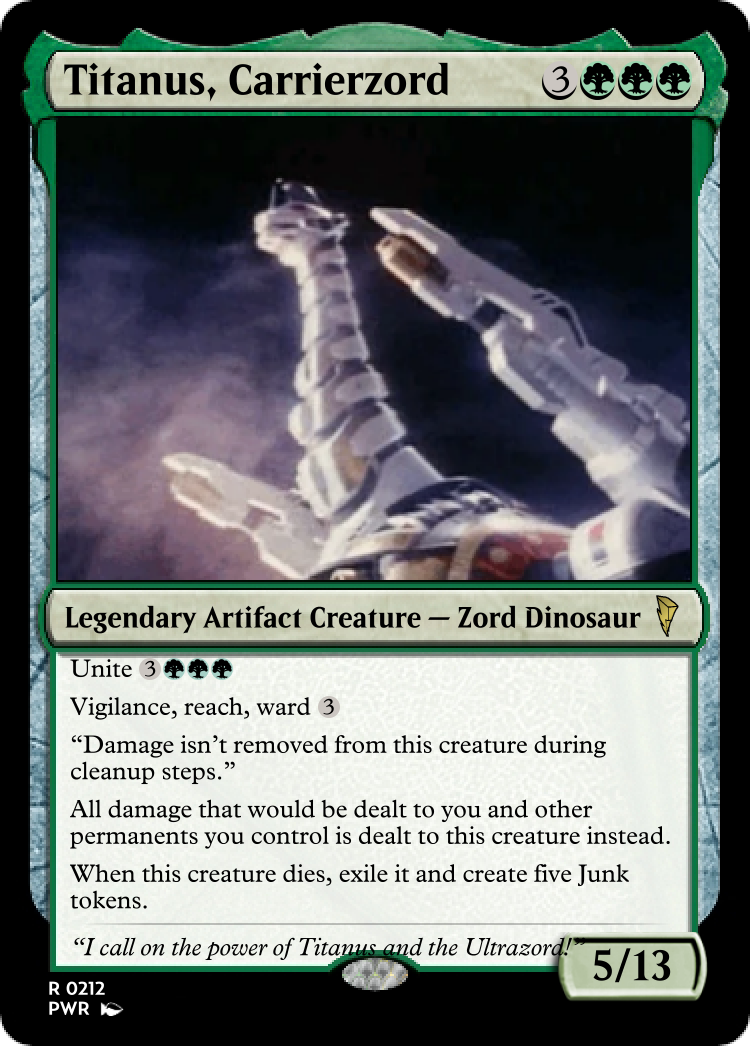 Titanus, Carrierzord 3
Legendary Artifact Creature — Zord Dinosaur
Unite 3
Vigilance, reach, ward 3
“Damage isn’t removed from this creature during
cleanup steps.”
All damage that would be dealt to you and other
permanents you control is dealt to this creature instead.
When this creature dies, exile it and create five Junk
tokens.
“I call on the power of Titanus and the Ultrazord!”
5/13
R 0212
PWR